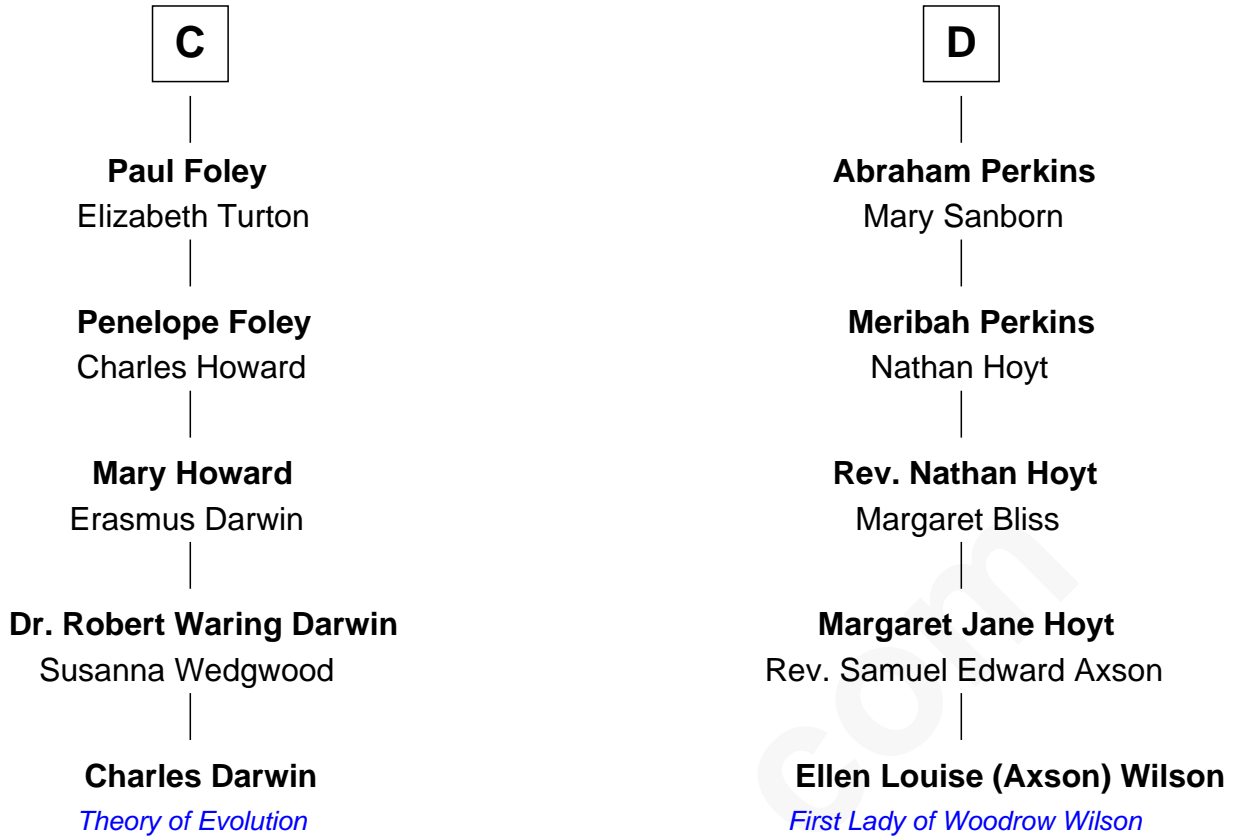 C
Paul Foley
Elizabeth Turton
Penelope Foley
Charles Howard
Mary Howard
Erasmus Darwin
Dr. Robert Waring Darwin
Susanna Wedgwood
Charles Darwin
Theory of Evolution
D
Abraham Perkins
Mary Sanborn
Meribah Perkins
Nathan Hoyt
Rev. Nathan Hoyt
Margaret Bliss
Margaret Jane Hoyt
Rev. Samuel Edward Axson
Ellen Louise (Axson) Wilson
First Lady of Woodrow Wilson
com